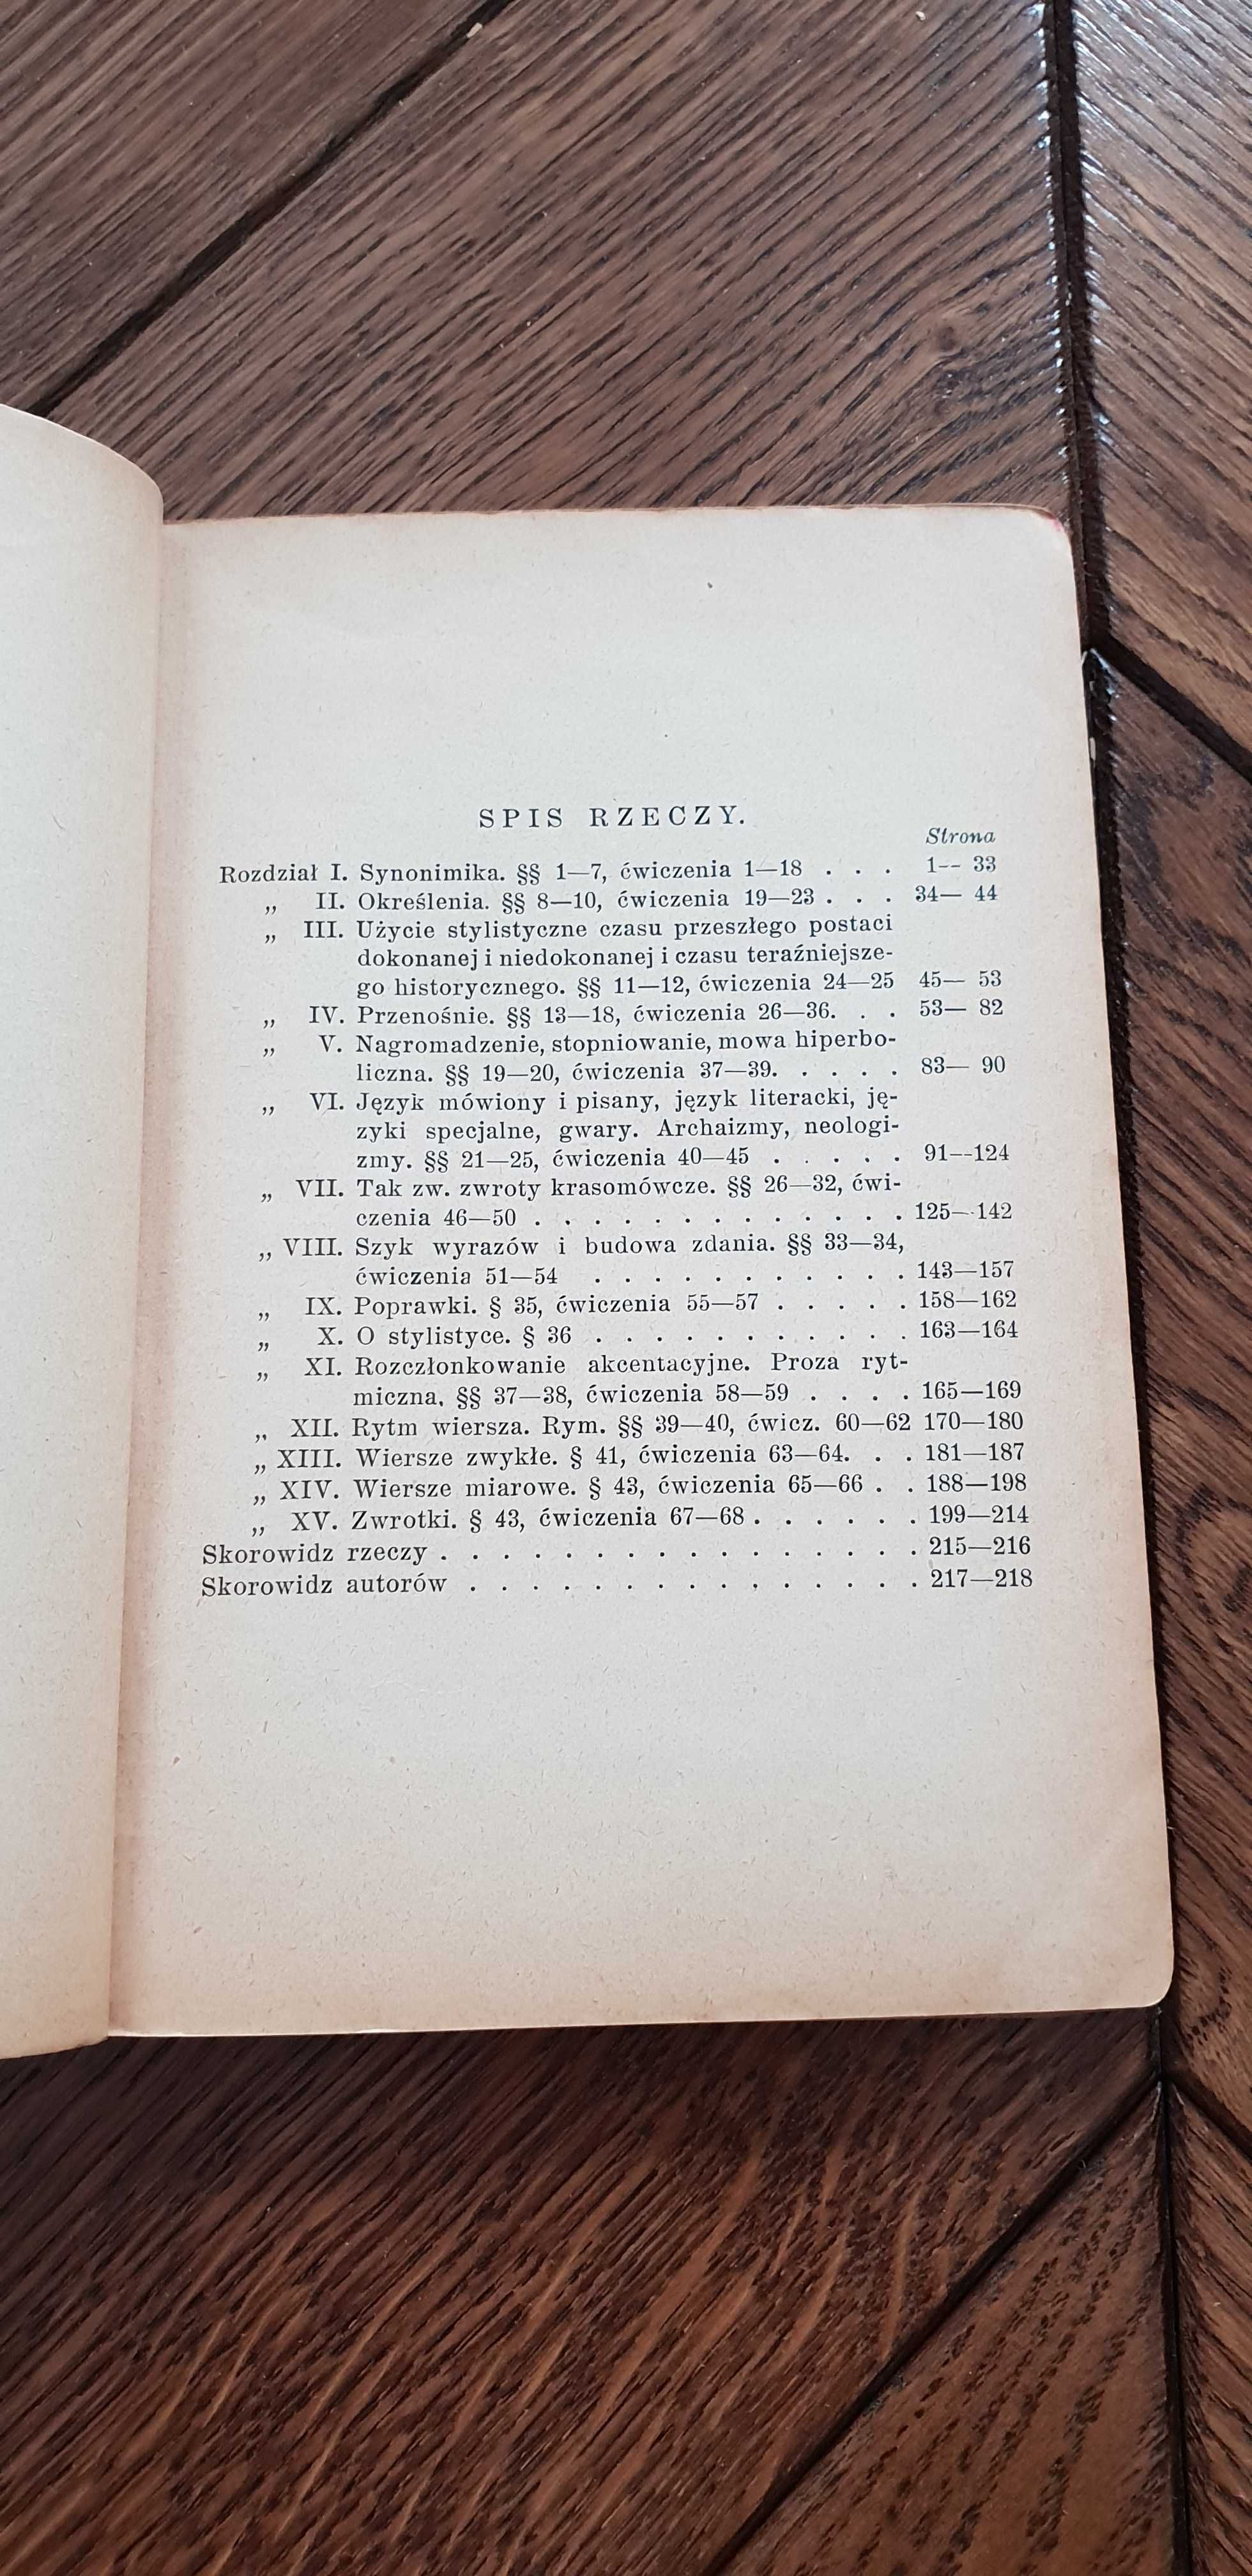 SPIS RZECZY.
Strona
Rozdział I. Synonimika. §§ 1—7, ćwiczenia 1—18 . . . 1-- 33
„ II. Określenia. §§ 8—10, ćwiczenia 19—23 . . . 34— 44
„ III. Użycie stylistyczne czasu przeszłego postaci
dokonanej i niedokonanej i czasu teraźniejsze-
go historycznego. §§ 11—12, ćwiczenia 24—25 45— 53
„ IV. Przenośnie. §§ 13—18, ćwiczenia 26—36. . . 53— 82
„ V. Nagromadzenie, stopniowanie, mowa hiperbo-
liczna. §§ 19—20, ćwiczenia 37—39. . . . . 83— 90
„ VI. Język mówiony i pisany, język literacki, ję-
zyki specjalne, gwary. Archaizmy, neologi-
zmy. §§ 21—25, ćwiczenia 40—45 . . . . . 91--124
„ VII. Tak zw. zwroty krasomówcze. §§ 26—32, ćwi-
czenia 46—50 . . . . . . . . . . . . . 125—142
„ VIII. Szyk wyrazów i budowa zdania. §§ 33—34,
ćwiczenia 51—54 . . . . . . . . . . . 143—157
„ IX. Poprawki. § 35, ćwiczenia 55—57 . . . . . 158—162
„ X. O stylistyce. § 36 . . . . . . . . . . . 163—164
„ XI. Rozczłonkowanie akcentacyjne. Proza ryt-
miczna. §§ 37—38, ćwiczenia 58—59 . . . . 165—169
„ XII. Rytm wiersza. Rym. §§ 39—40, ćwicz. 60—62 170—180
„ XIII. Wiersze zwykłe. § 41, ćwiczenia 63—64. . . 181—187
„ XIV. Wiersze miarowe. § 43, ćwiczenia 65—66 . . 188—198
„ XV. Zwrotki. § 43, ćwiczenia 67—68 . . . . . . 199—214
Skorowidz rzeczy . . . . . . . . . . . . . . . . 215—216
Skorowidz autorów . . . . . . . . . . . . . . . 217—218